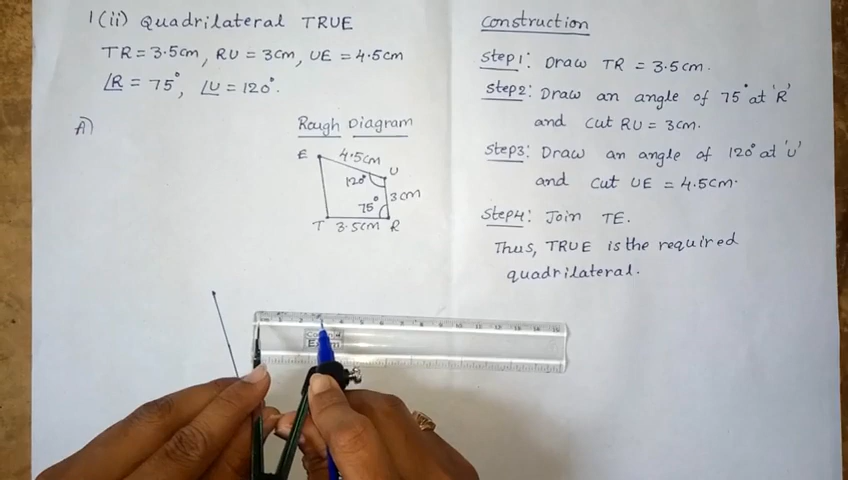 1(ii) Quadrilateral TRUE
TR = 3.5cm, RU = 3cm, UE = 4.5cm
∠R = 75°, ∠U = 120°.
A)
Rough Diagram
E 4.5cm U
120°
3cm
75°
T 3.5cm R
Construction
Step1: Draw TR = 3.5cm.
Step2: Draw an angle of 75° at 'R'
and cut RU = 3cm.
Step3: Draw an angle of 120° at 'U'
and cut UE = 4.5cm.
Step4: Join TE.
Thus, TRUE is the required
quadrilateral.